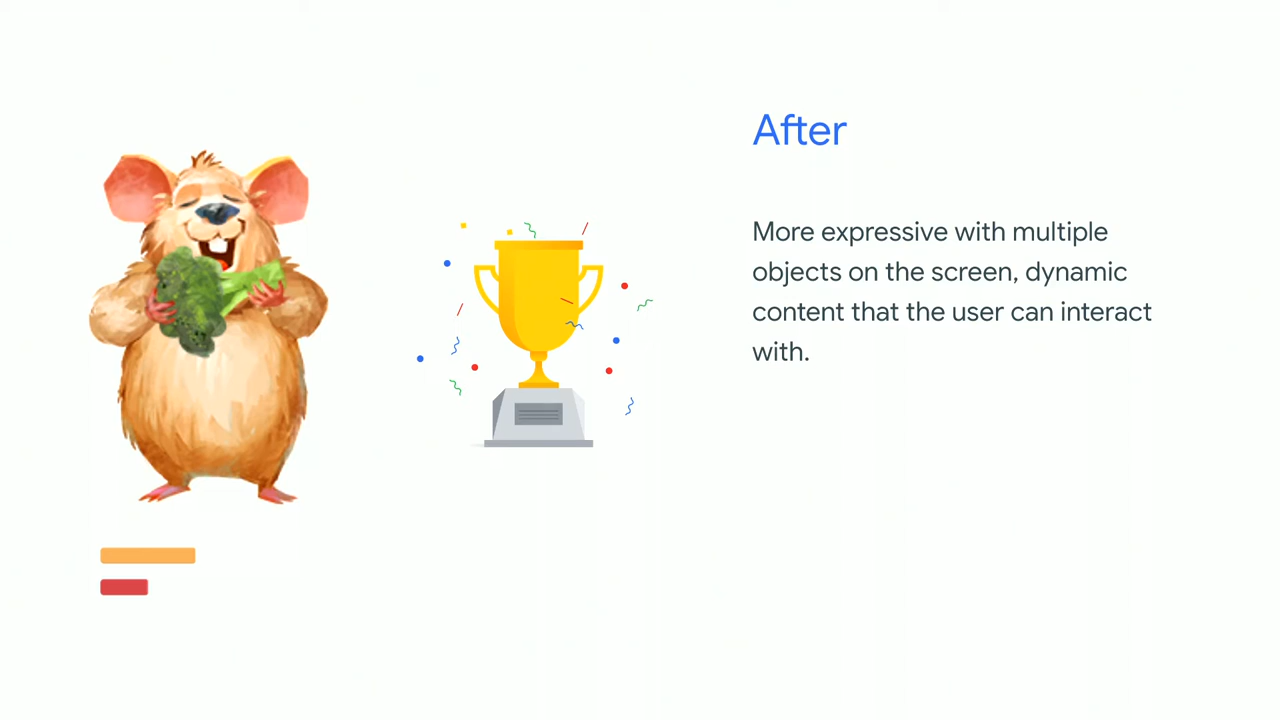 After
More expressive with multiple
objects on the screen, dynamic
content that the user can interact
with.